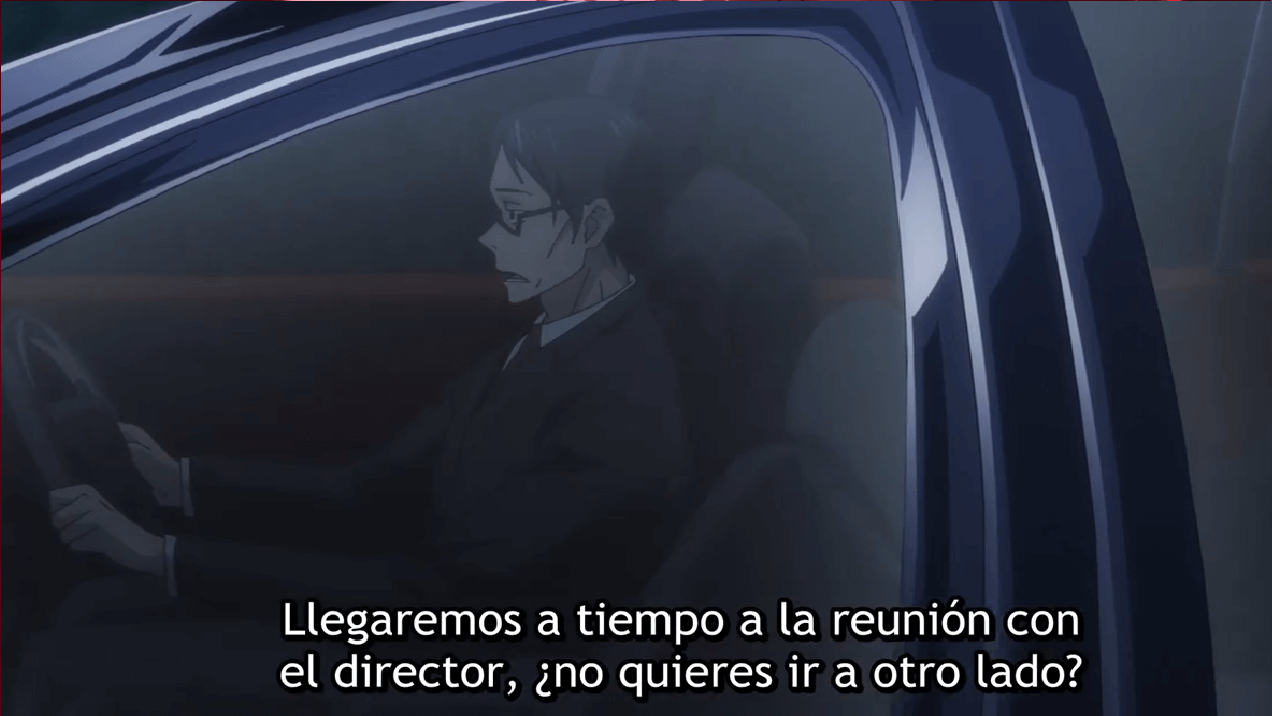 Llegaremos a tiempo a la reunión con
el director, ¿no quieres ir a otro lado?